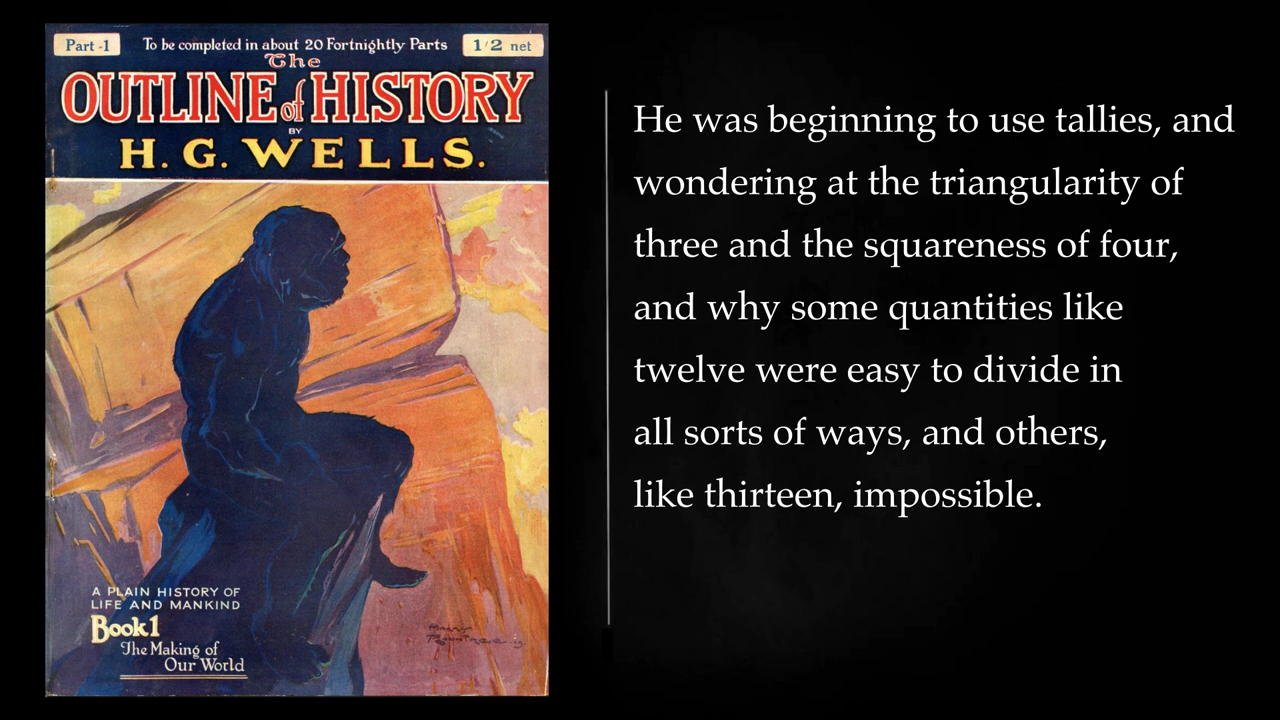 Part -1
To be completed in about 20 Fortnightly Parts
1/2 net
The
OUTLINE of HISTORY
BY
H. G. WELLS.
A PLAIN HISTORY OF
LIFE AND MANKIND
Book 1
The Making of
Our World
He was beginning to use tallies, and
wondering at the triangularity of
three and the squareness of four,
and why some quantities like
twelve were easy to divide in
all sorts of ways, and others,
like thirteen, impossible.